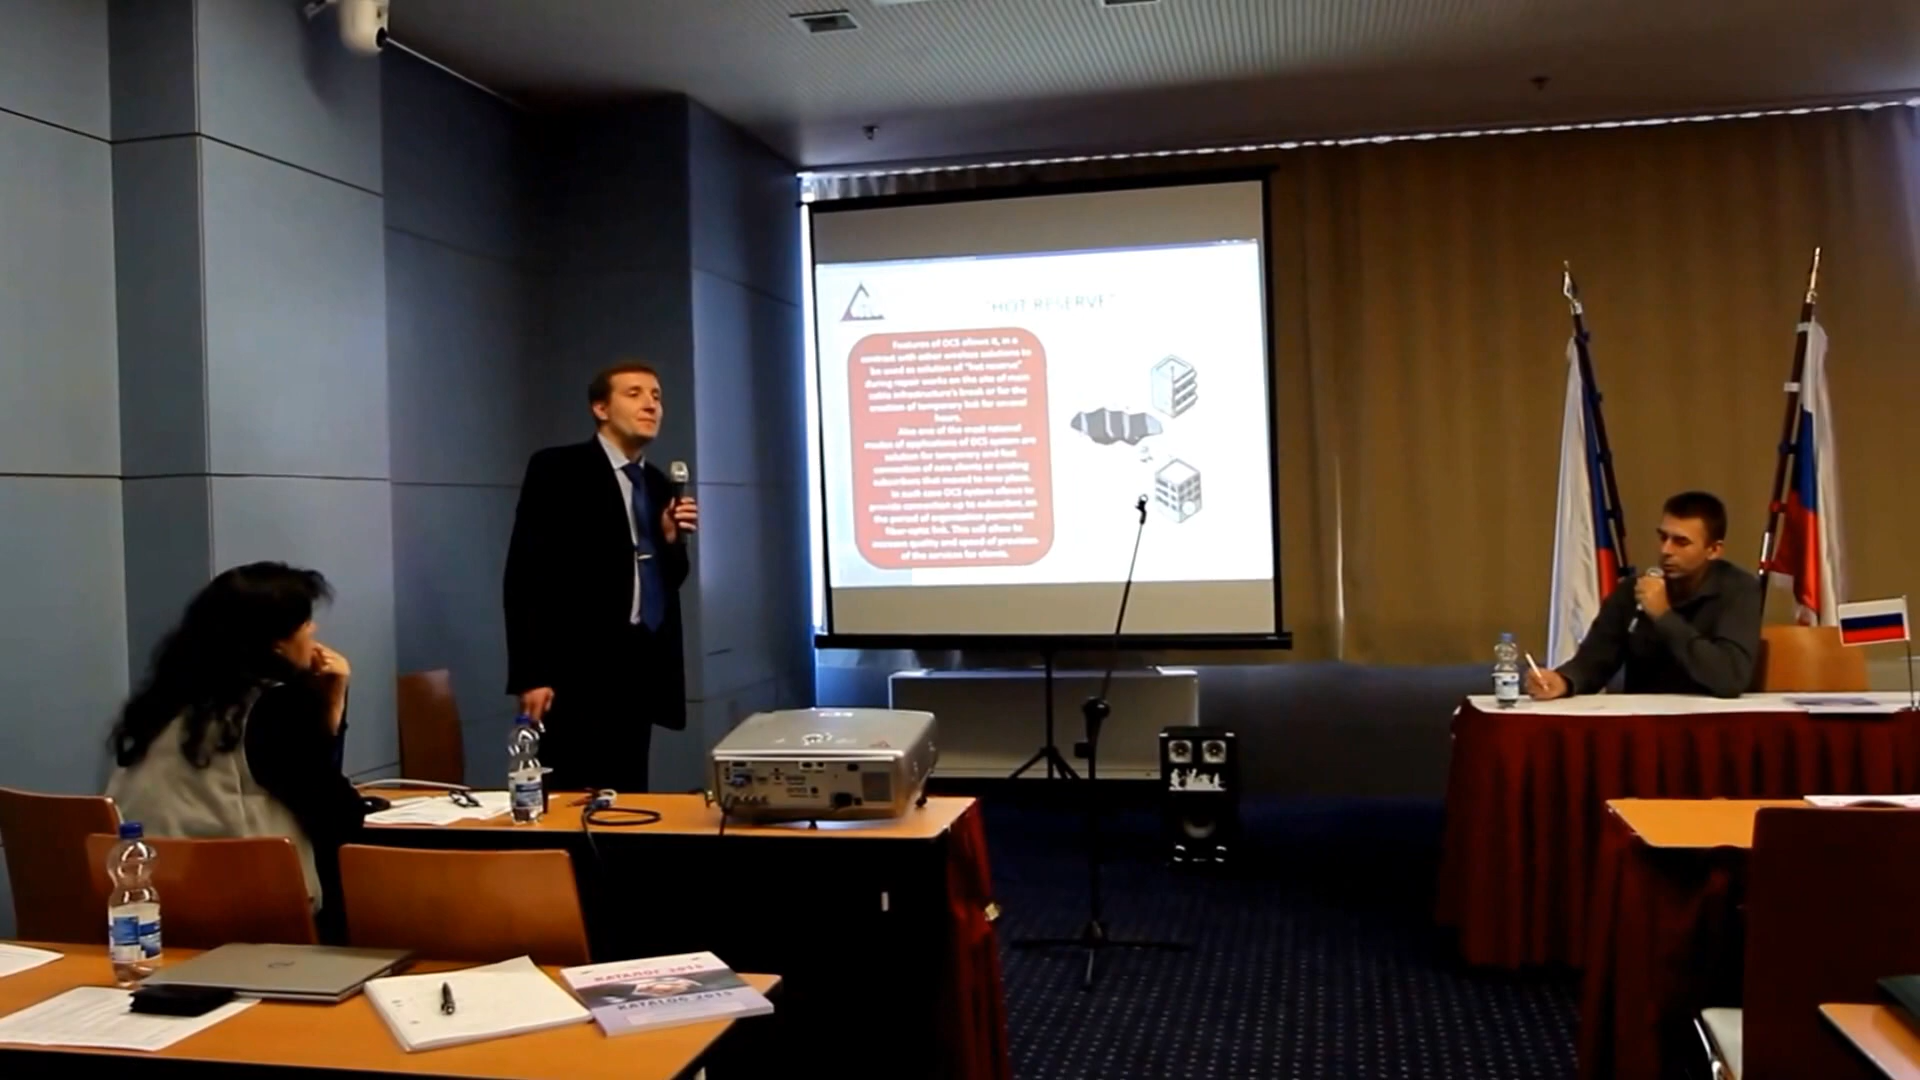 "HOT-RESERVE"
Features of DCS allows it, in a
contrast with other wireless solutions to
be used as solution of "hot reserve"
during repair works on the site of main
cable infrastructure's break or for the
creation of temporary link for several
hours.
Also one of the most rational
modes of applications of DCS system are
solution for temporary and fast
connection of new clients or existing
subscribers that moved to new place.
In such case DCS system allows to
provide connection up to subscriber, on
the period of organization permanent
fiber-optic link. This will allow to
increase quality and speed of provision
of the services for clients.
КАТАЛОГ 2015
KATALOG 2015